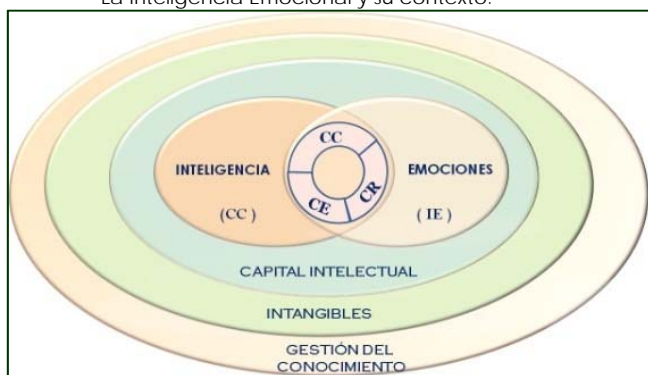 La Inteligencia Emocional y su contexto.
CC
INTELIGENCIA
EMOCIONES
CE
CR
(CC)
(IE)
CAPITAL INTELECTUAL
INTANGIBLES
GESTIÓN DEL
CONOCIMIENTO